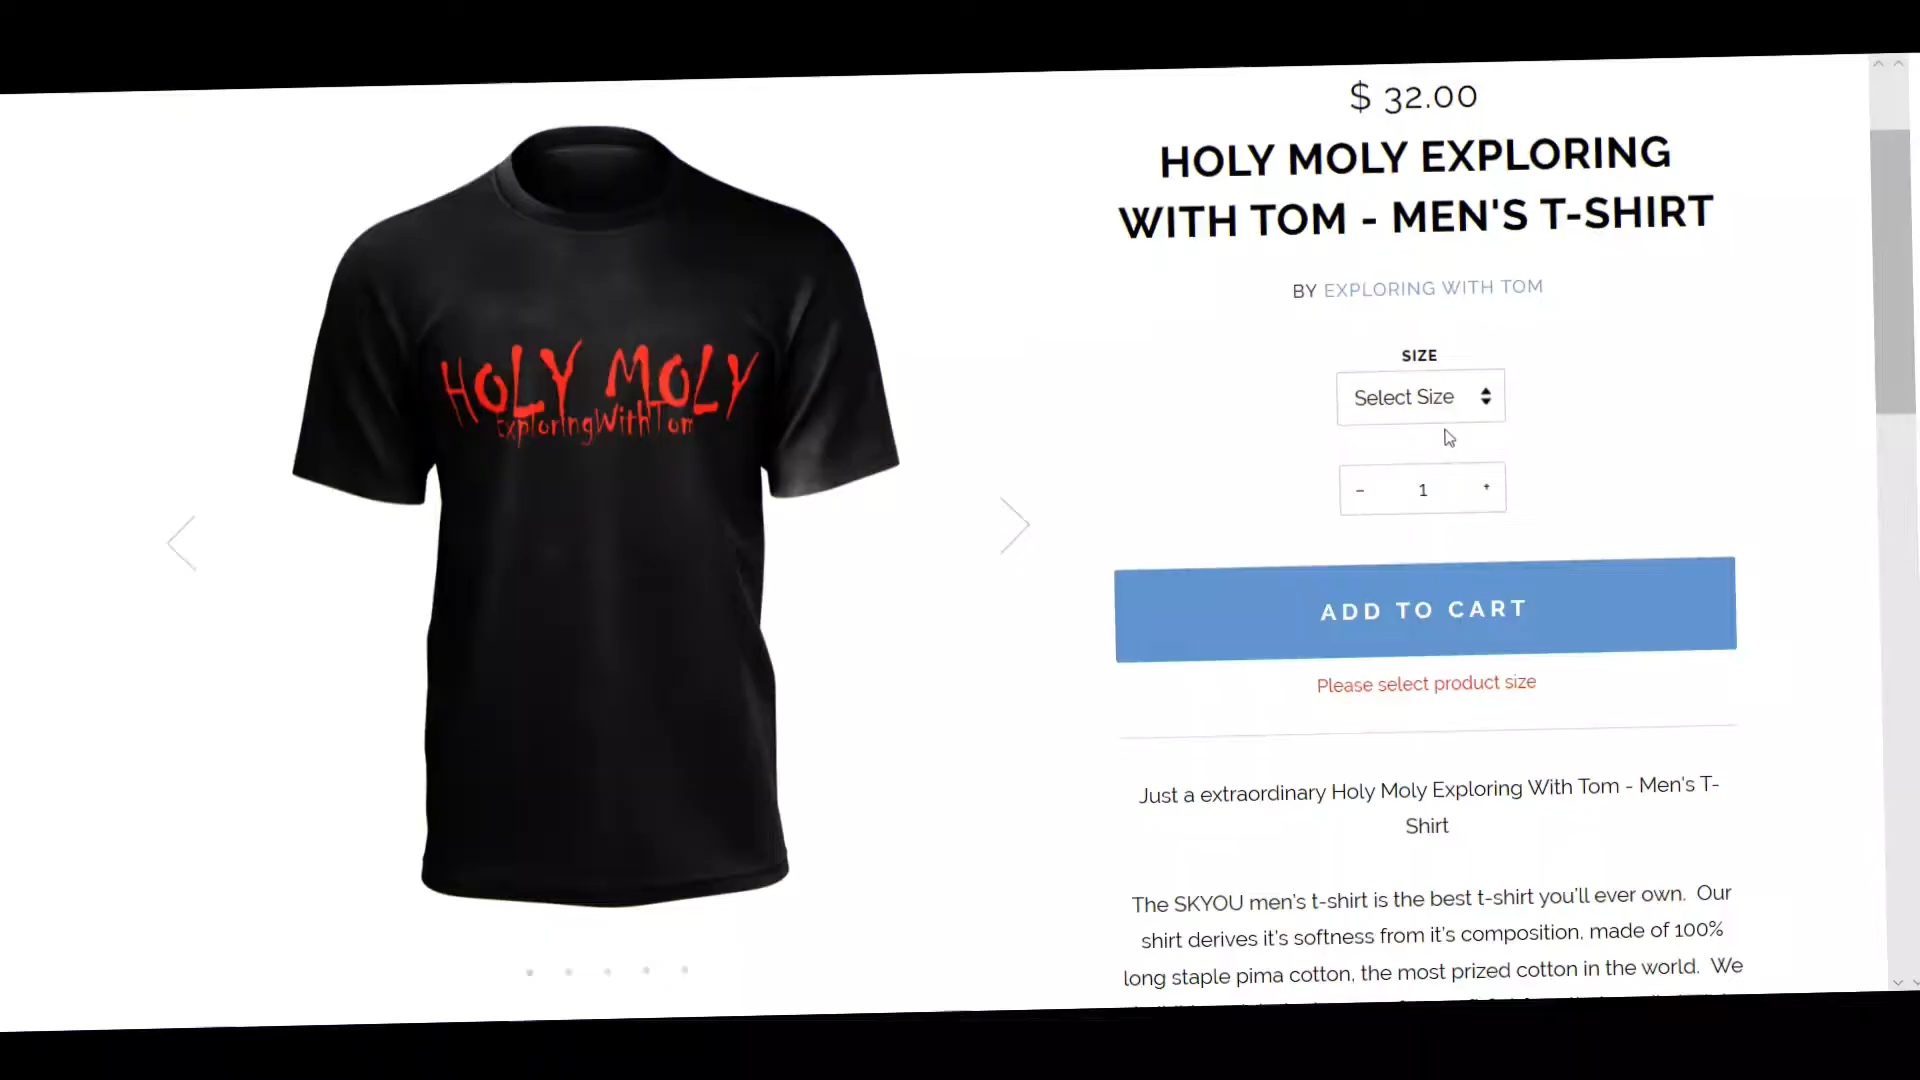 HOLY MOLY
ExploringWithTom
$ 32.00
HOLY MOLY EXPLORING
WITH TOM - MEN'S T-SHIRT
BY EXPLORING WITH TOM
SIZE
Select Size
- 1 +
ADD TO CART
Please select product size
Just a extraordinary Holy Moly Exploring With Tom - Men's T-
Shirt
The SKYOU men's t-shirt is the best t-shirt you'll ever own. Our
shirt derives it's softness from it's composition, made of 100%
long staple pima cotton, the most prized cotton in the world. We